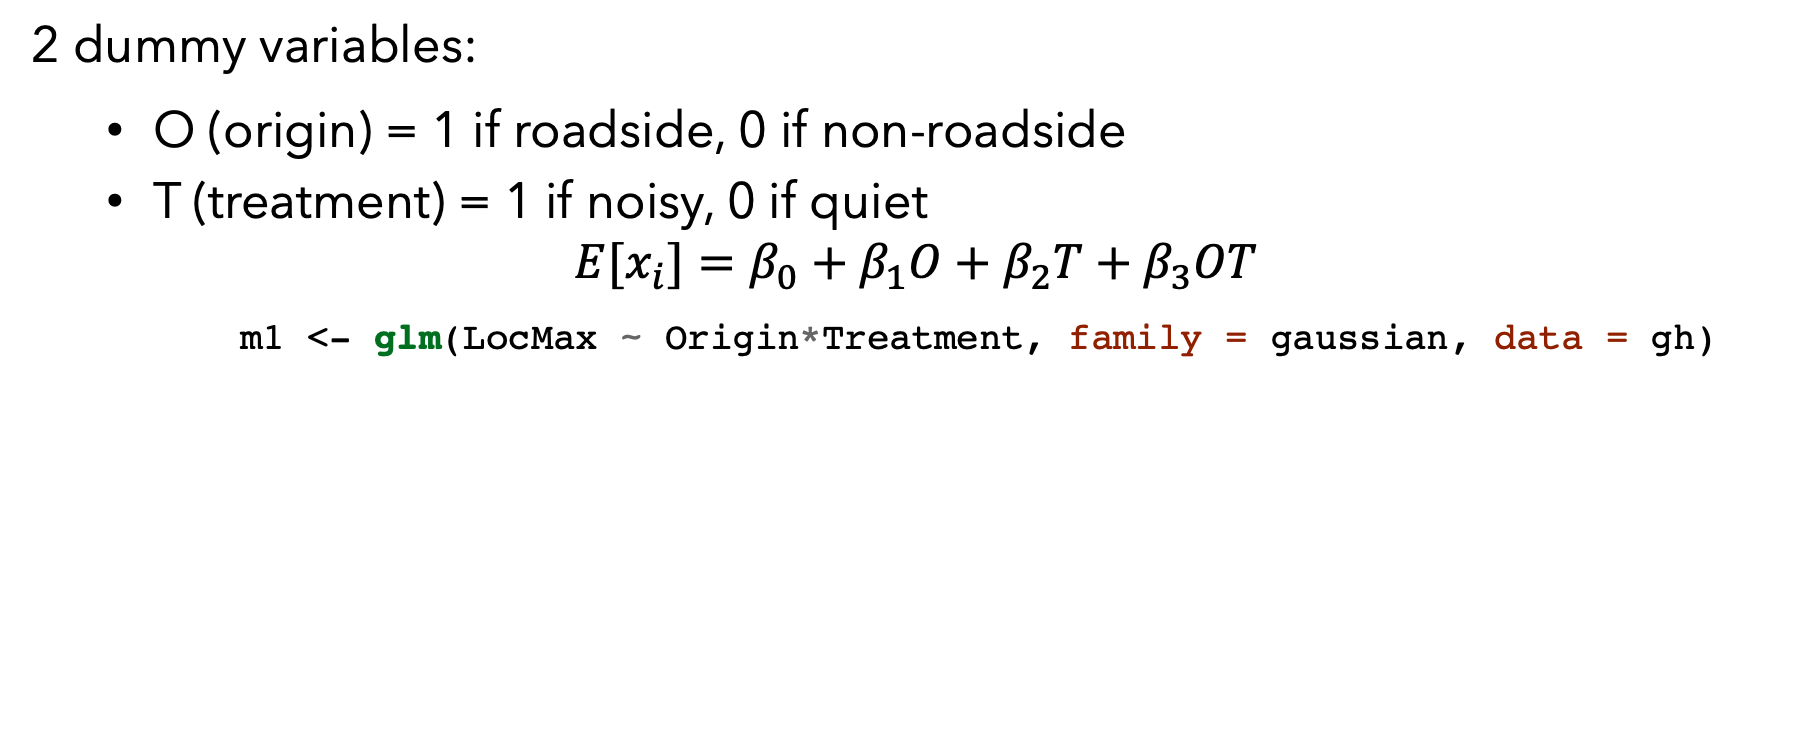 2 dummy variables:
• O (origin) = 1 if roadside, 0 if non-roadside
• T (treatment) = 1 if noisy, 0 if quiet
E[xᵢ] = β₀ + β₁O + β₂T + β₃OT
m1 <- glm(LocMax ~ Origin*Treatment, family = gaussian, data = gh)